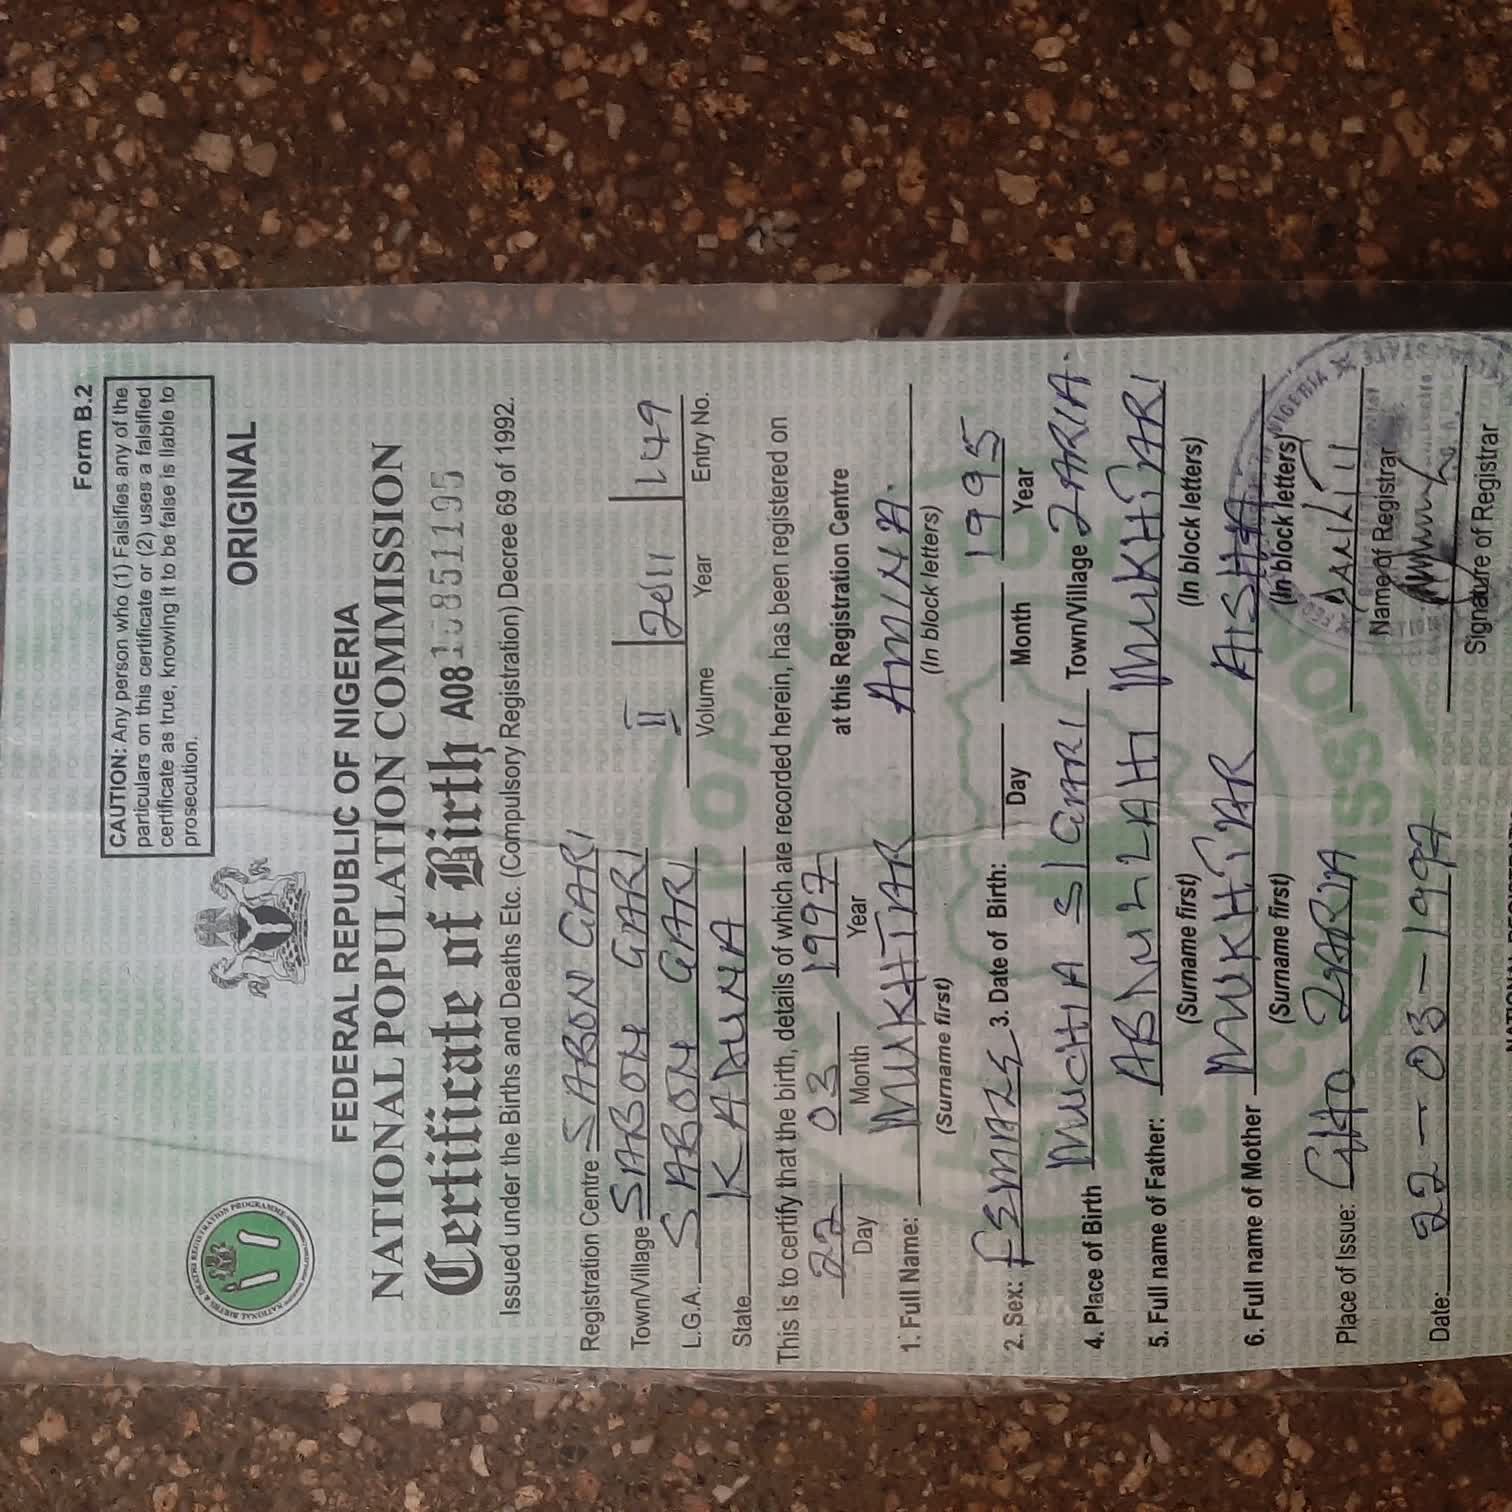 Form B.2
CAUTION: Any person who (1) Falsifies any of the
particulars on this certificate or (2) uses a falsified
certificate as true, knowing it to be false is liable to
prosecution.
ORIGINAL
FEDERAL REPUBLIC OF NIGERIA
NATIONAL POPULATION COMMISSION
Certificate of Birth A08
Issued under the Births and Deaths Etc. (Compulsory Registration) Decree 69 of 1992.
Registration Centre SABON GARI
Town/Village SABON GARI II 2011 149
L.G.A. SABON GARI Volume Year Entry No.
State KADUNA
This is to certify that the birth, details of which are recorded herein, has been registered on
22 03 1997 at this Registration Centre
Day Month Year
1. Full Name: MUKHTAR AMINA.
(Surname first) (In block letters)
2. Sex: FEMALE 3. Date of Birth: 1995
Day Month Year
4. Place of Birth MUCHIA S/GARI Town/Village ZARIA.
5. Full name of Father: MUKHTARI
(Surname first) (In block letters)
6. Full name of Mother MUKHTAR AISHA
(Surname first) (In block letters)
Place of Issue: ZARIA
Name of Registrar
Date: 22-03-1997
Signature of Registrar